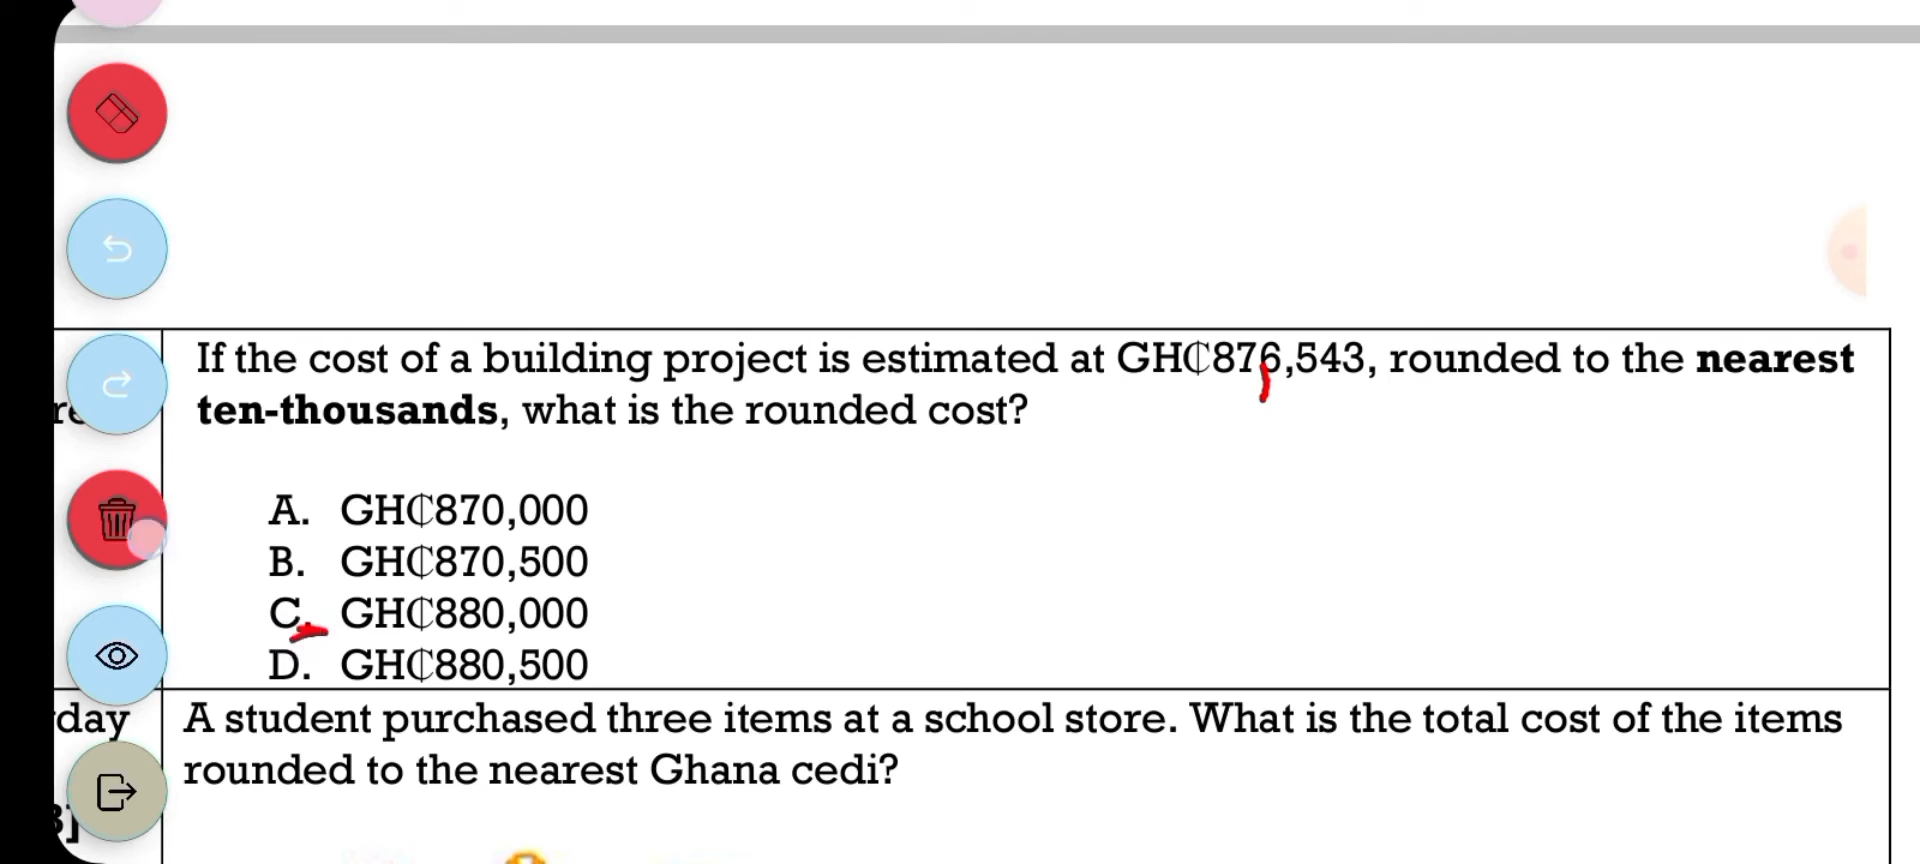 If the cost of a building project is estimated at GH₵876,543, rounded to the nearest
re
ten-thousands, what is the rounded cost?
A. GH₵870,000
B. GH₵870,500
C. GH₵880,000
D. GH₵880,500
day
A student purchased three items at a school store. What is the total cost of the items
rounded to the nearest Ghana cedi?
]